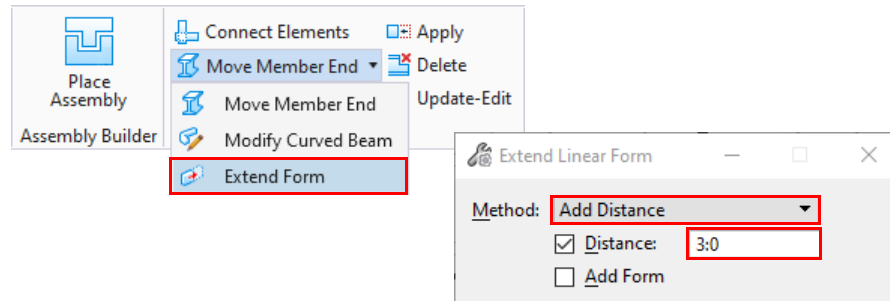 Place
Assembly
Assembly Builder
Connect Elements
Move Member End
Move Member End
Modify Curved Beam
Extend Form
Apply
Delete
Update-Edit
Extend Linear Form
Method: Add Distance
Distance: 3:0
Add Form